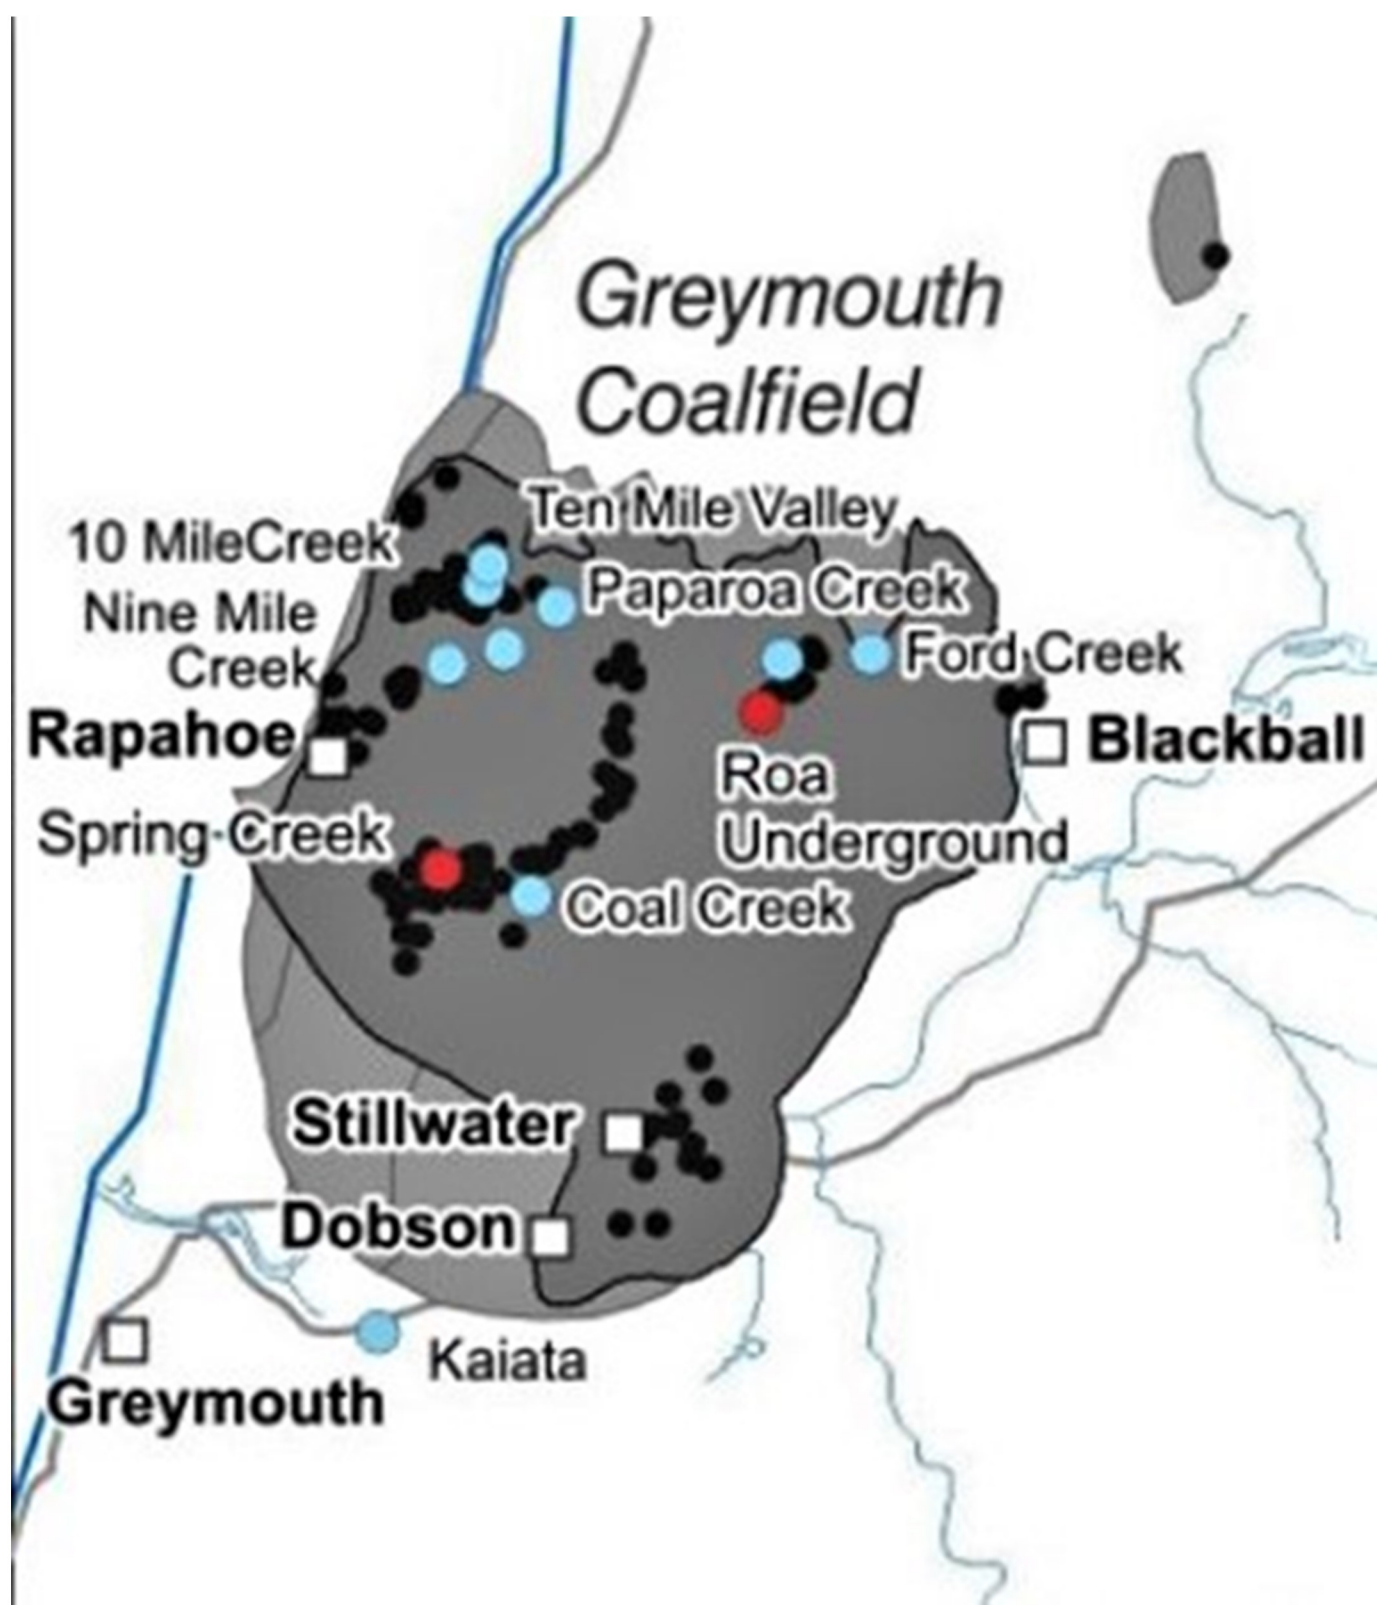 Greymouth
Coalfield
Ten Mile Valley
10 MileCreek
Paparoa Creek
Nine Mile
Creek
Ford Creek
Rapahoe
Blackball
Roa
Underground
Spring Creek
Coal Creek
Stillwater
Dobson
Kaiata
Greymouth